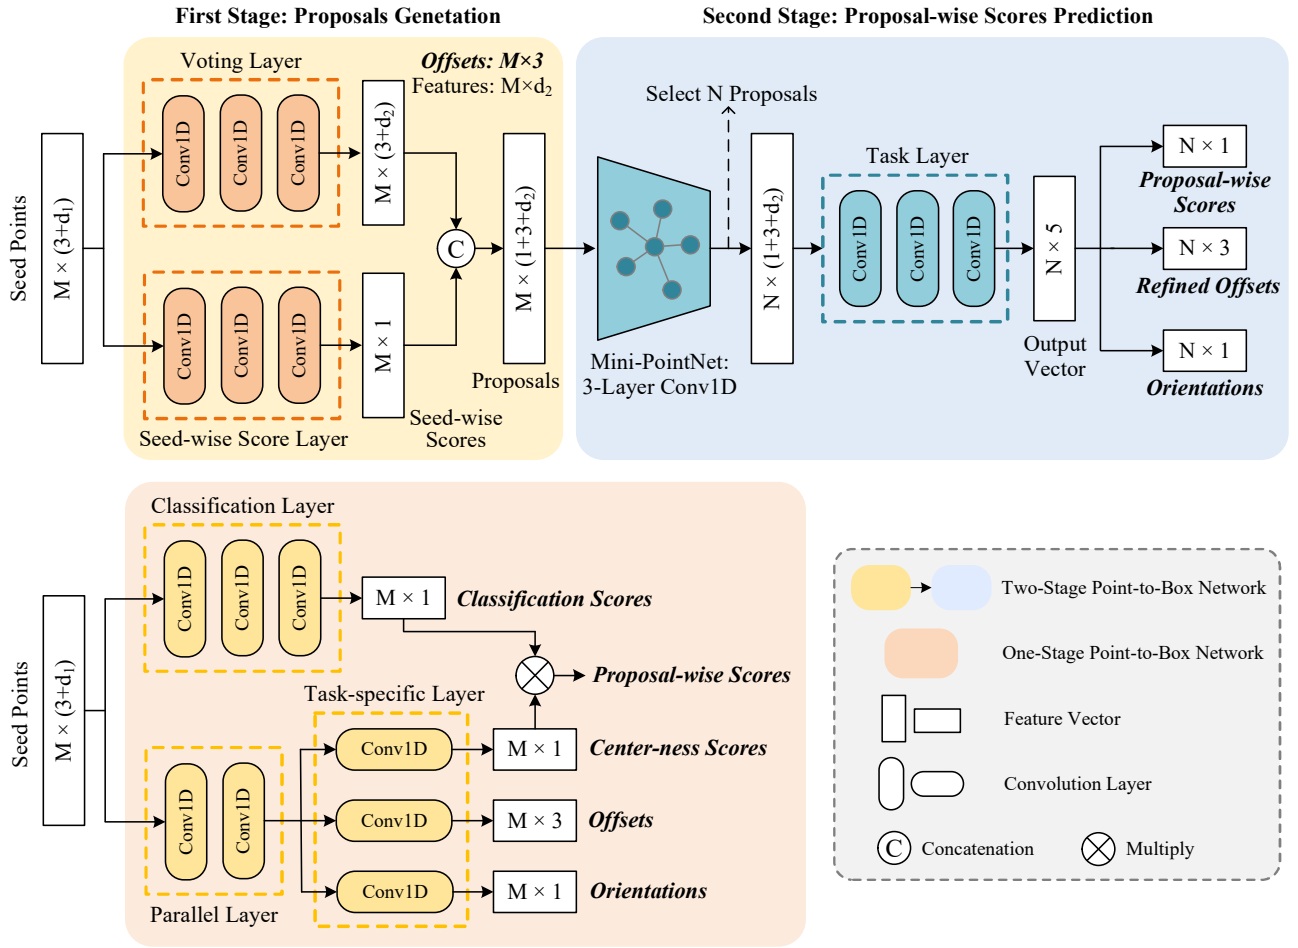 First Stage: Proposals Genetation
Second Stage: Proposal-wise Scores Prediction
Voting Layer
Offsets: M×3
Features: M×d₂
Seed Points
M × (3+d₁)
Conv1D
Conv1D
Conv1D
M × (3+d₂)
Conv1D
Conv1D
Conv1D
M × 1
Seed-wise Score Layer
Seed-wise
Scores
C
M × (1+3+d₂)
Proposals
Select N Proposals
Mini-PointNet:
3-Layer Conv1D
N × (1+3+d₂)
Task Layer
Conv1D
Conv1D
Conv1D
N × 5
Output
Vector
N × 1
Proposal-wise
Scores
N × 3
Refined Offsets
N × 1
Orientations
Classification Layer
Seed Points
M × (3+d₁)
Conv1D
Conv1D
Conv1D
M × 1
Classification Scores
Proposal-wise Scores
Task-specific Layer
Conv1D
Conv1D
Parallel Layer
Conv1D
M × 1
Center-ness Scores
Conv1D
M × 3
Offsets
Conv1D
M × 1
Orientations
Two-Stage Point-to-Box Network
One-Stage Point-to-Box Network
Feature Vector
Convolution Layer
C
Concatenation
Multiply